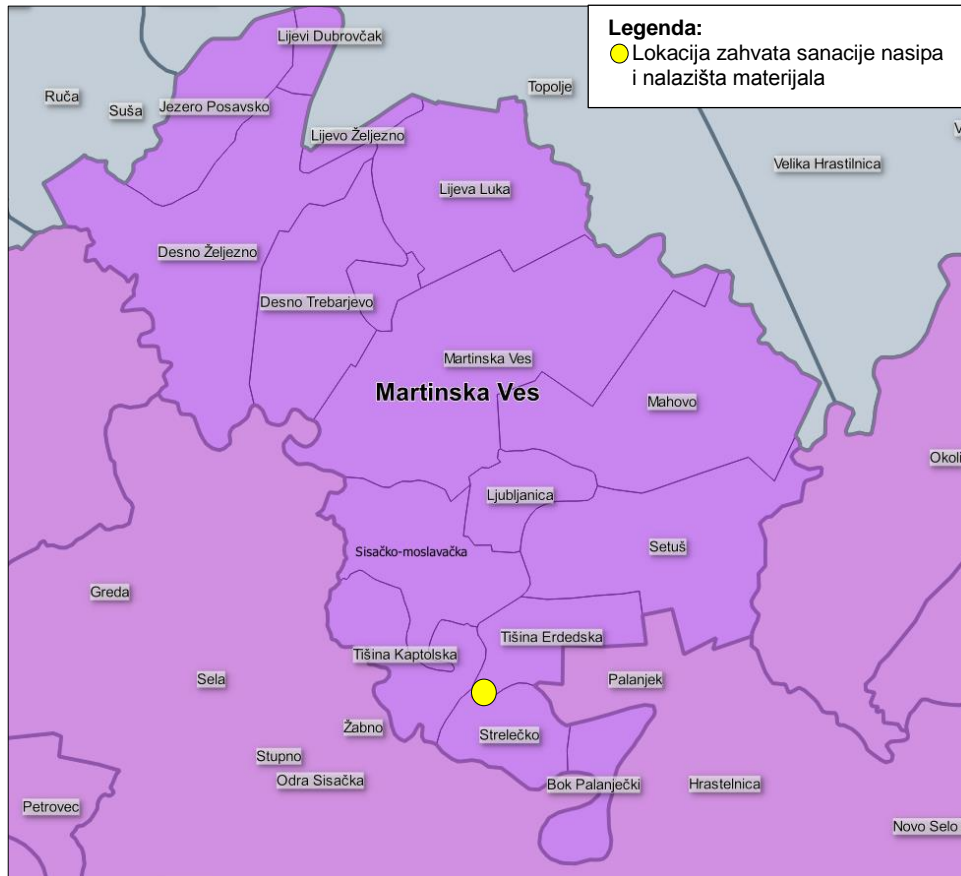 Legenda:
Lokacija zahvata sanacije nasipa
i nalazišta materijala
Lijevi Dubrovčak
Topolje
Ruča
Suša
Jezero Posavsko
Lijevo Željezno
Velika Hrastilnica
V
Lijeva Luka
Desno Željezno
Desno Trebarjevo
Martinska Ves
Martinska Ves
Mahovo
Okoli
Ljubljanica
Sisačko-moslavačka
Setuš
Greda
Tišina Erdedska
Tišina Kaptolska
Sela
Palanjek
Žabno
Strelečko
Stupno
Odra Sisačka
Bok Palanječki
Hrastelnica
Petrovec
Novo Selo